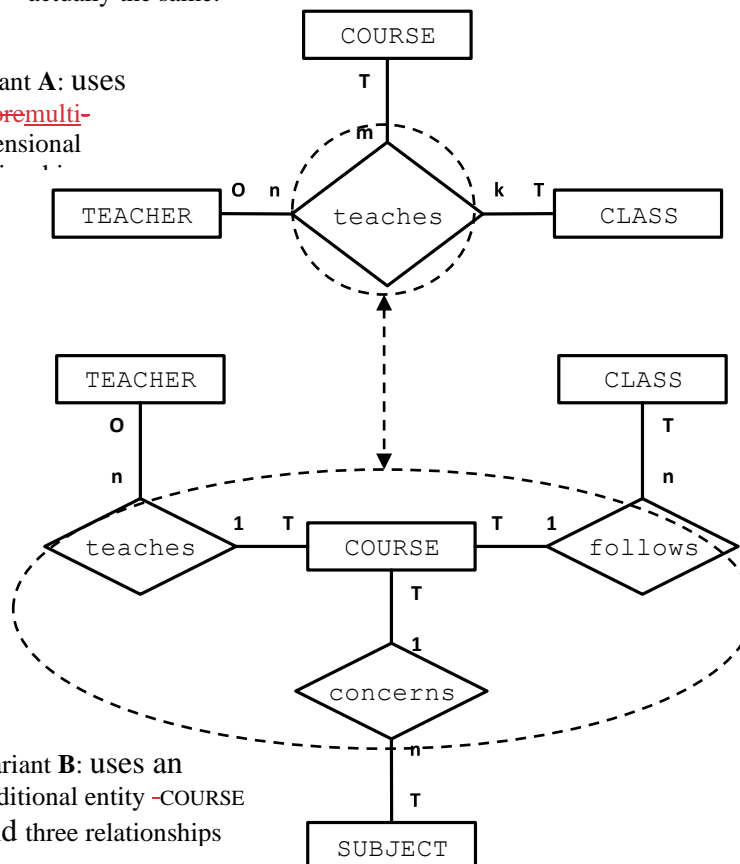 actually the same.
COURSE
T
ant A: uses
oremulti-
ensional
m
O n k T
TEACHER teaches CLASS
TEACHER CLASS
O T
n n
1 T T 1
teaches COURSE follows
T
1
concerns
ariant B: uses an
n
ditional entity -COURSE
T
d three relationships
SUBJECT